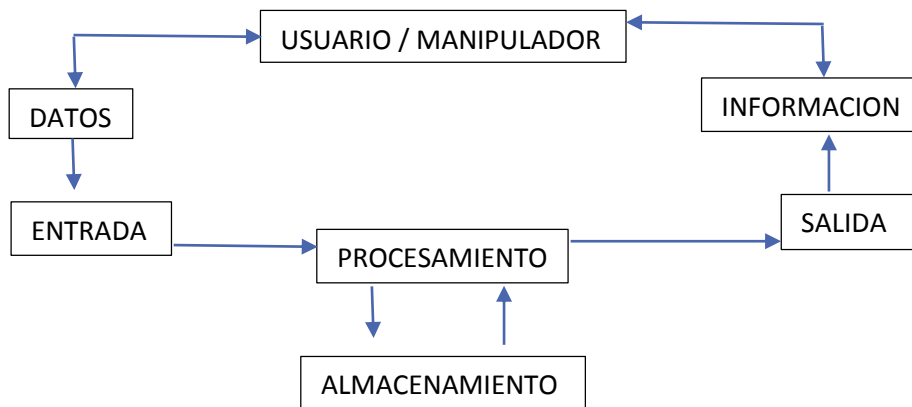 USUARIO / MANIPULADOR
DATOS
INFORMACION
ENTRADA
SALIDA
PROCESAMIENTO
ALMACENAMIENTO